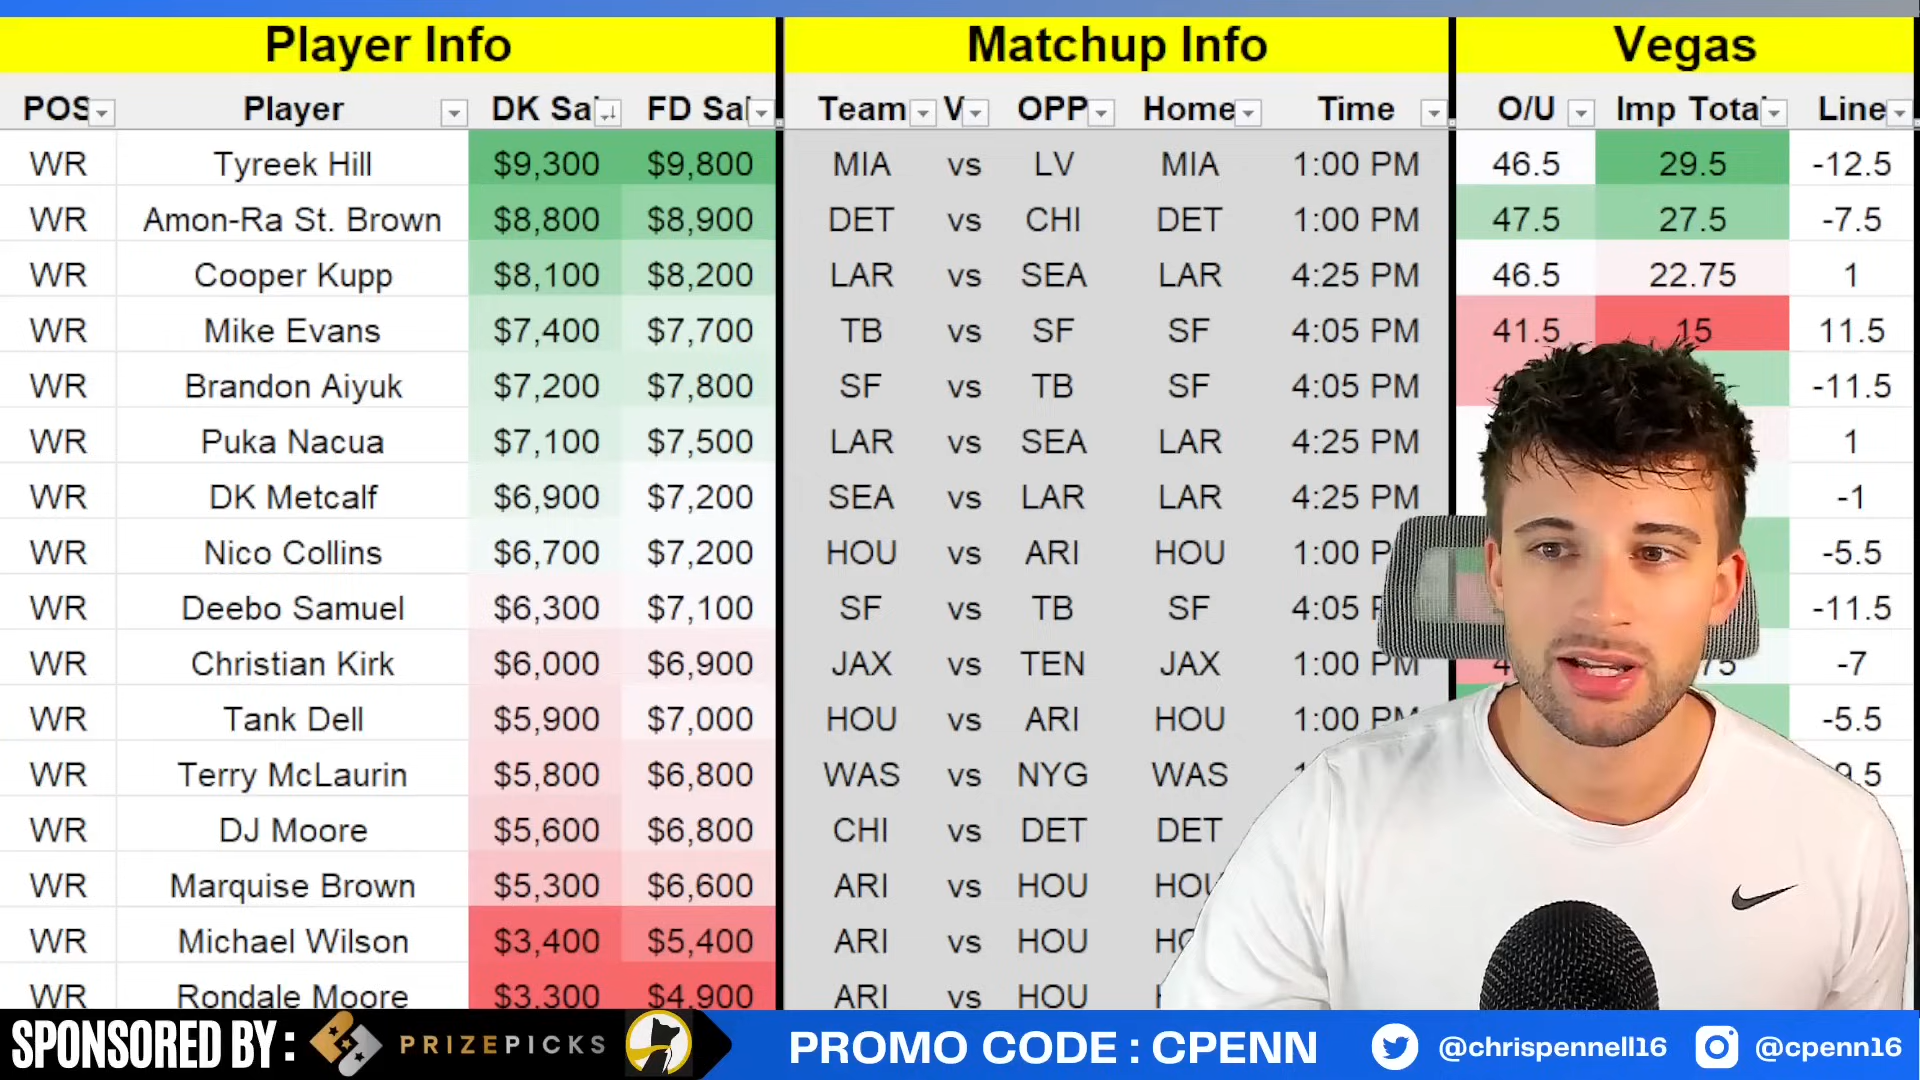 Player Info Matchup Info Vegas
POS Player DK Sal FD Sal Team V OPP Home Time O/U Imp Tota Line
WR Tyreek Hill $9,300 $9,800 MIA vs LV MIA 1:00 PM 46.5 29.5 -12.5
WR Amon-Ra St. Brown $8,800 $8,900 DET vs CHI DET 1:00 PM 47.5 27.5 -7.5
WR Cooper Kupp $8,100 $8,200 LAR vs SEA LAR 4:25 PM 46.5 22.75 1
WR Mike Evans $7,400 $7,700 TB vs SF SF 4:05 PM 41.5 15 11.5
WR Brandon Aiyuk $7,200 $7,800 SF vs TB SF 4:05 PM -11.5
WR Puka Nacua $7,100 $7,500 LAR vs SEA LAR 4:25 PM 1
WR DK Metcalf $6,900 $7,200 SEA vs LAR LAR 4:25 PM -1
WR Nico Collins $6,700 $7,200 HOU vs ARI HOU 1:00 P -5.5
WR Deebo Samuel $6,300 $7,100 SF vs TB SF 4:05 -11.5
WR Christian Kirk $6,000 $6,900 JAX vs TEN JAX 1:00 PM -7
WR Tank Dell $5,900 $7,000 HOU vs ARI HOU 1:00 PM -5.5
WR Terry McLaurin $5,800 $6,800 WAS vs NYG WAS
WR DJ Moore $5,600 $6,800 CHI vs DET DET
WR Marquise Brown $5,300 $6,600 ARI vs HOU HOU
WR Michael Wilson $3,400 $5,400 ARI vs HOU
WR Rondale Moore $3,300 $4,900 ARI vs HOU
SPONSORED BY : PRIZEPICKS PROMO CODE : CPENN @chrispennell16 @cpenn16